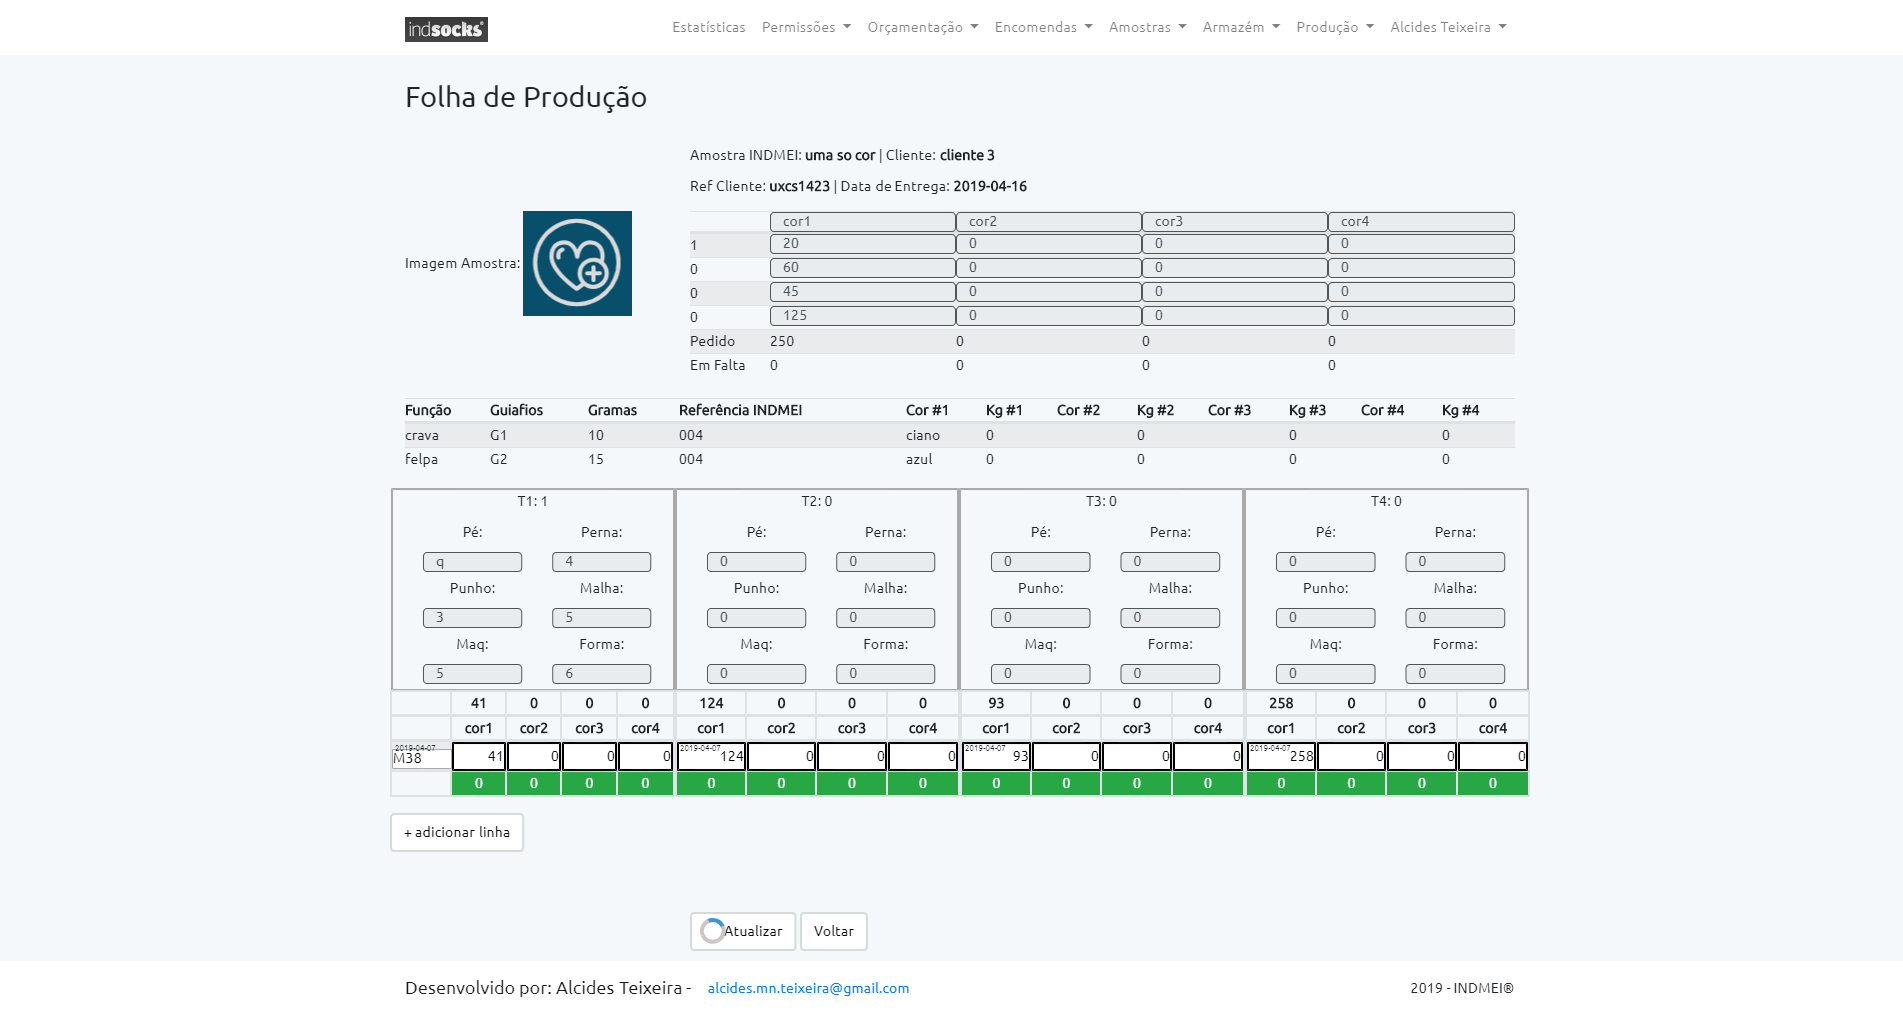 indsocks®
Estatísticas Permissões Orçamentação Encomendas Amostras Armazém Produção Alcides Teixeira
Folha de Produção
Amostra INDMEI: uma so cor | Cliente: cliente 3
Ref Cliente: uxcs1423 | Data de Entrega: 2019-04-16
Imagem Amostra:
cor1 cor2 cor3 cor4
1 20 0 0 0
0 60 0 0 0
0 45 0 0 0
0 125 0 0 0
Pedido 250 0 0 0
Em Falta 0 0 0 0
Função Guiafios Gramas Referência INDMEI Cor #1 Kg #1 Cor #2 Kg #2 Cor #3 Kg #3 Cor #4 Kg #4
crava G1 10 004 ciano 0 0 0 0
felpa G2 15 004 azul 0 0 0 0
T1: 1 T2: 0 T3: 0 T4: 0
Pé: Perna: Pé: Perna: Pé: Perna: Pé: Perna:
q 4 0 0 0 0 0 0
Punho: Malha: Punho: Malha: Punho: Malha: Punho: Malha:
3 5 0 0 0 0 0 0
Maq: Forma: Maq: Forma: Maq: Forma: Maq: Forma:
5 6 0 0 0 0 0 0
41 0 0 0 124 0 0 0 93 0 0 0 258 0 0 0
cor1 cor2 cor3 cor4 cor1 cor2 cor3 cor4 cor1 cor2 cor3 cor4 cor1 cor2 cor3 cor4
2019-04-07 2019-04-07 2019-04-07 2019-04-07
M38 41 0 0 0 124 0 0 0 93 0 0 0 258 0 0 0
0 0 0 0 0 0 0 0 0 0 0 0 0 0 0 0
+ adicionar linha
Atualizar Voltar
Desenvolvido por: Alcides Teixeira - alcides.mn.teixeira@gmail.com 2019 - INDMEI®